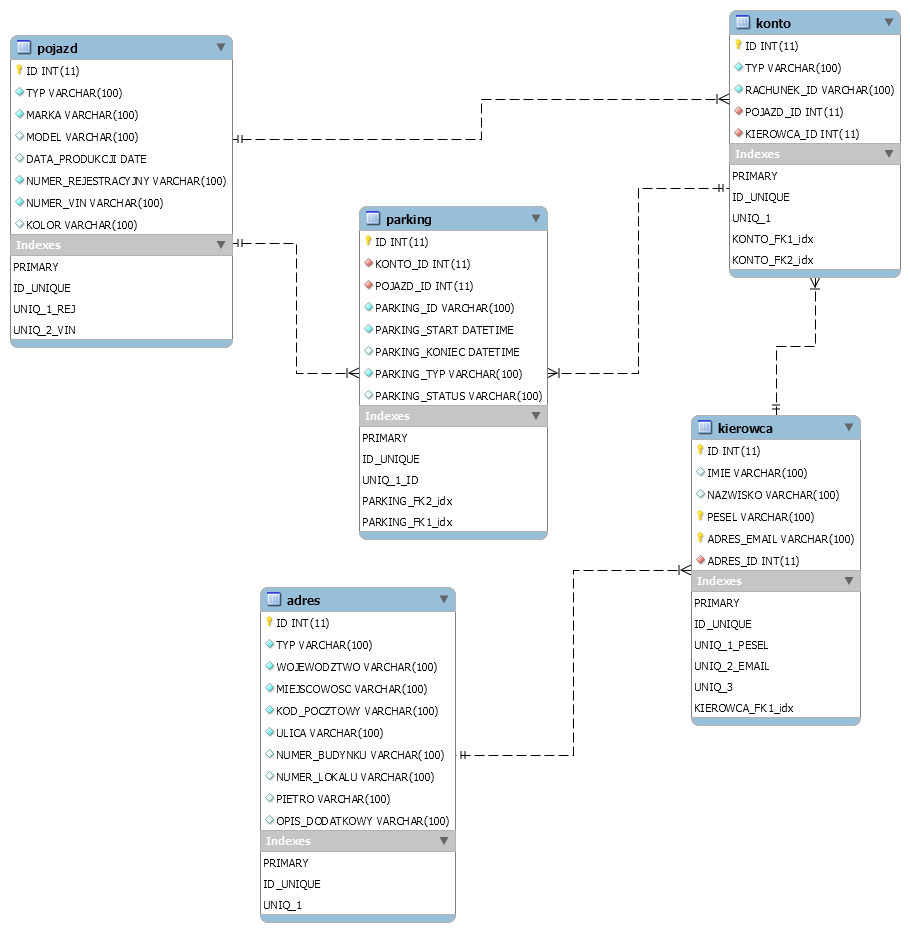 pojazd
ID INT(11)
TYP VARCHAR(100)
MARKA VARCHAR(100)
MODEL VARCHAR(100)
DATA_PRODUKCJI DATE
NUMER_REJESTRACYJNY VARCHAR(100)
NUMER_VIN VARCHAR(100)
KOLOR VARCHAR(100)
Indexes
PRIMARY
ID_UNIQUE
UNIQ_1_REJ
UNIQ_2_VIN
konto
ID INT(11)
TYP VARCHAR(100)
RACHUNEK_ID VARCHAR(100)
POJAZD_ID INT(11)
KIEROWCA_ID INT(11)
Indexes
PRIMARY
ID_UNIQUE
UNIQ_1
KONTO_FK1_idx
KONTO_FK2_idx
parking
ID INT(11)
KONTO_ID INT(11)
POJAZD_ID INT(11)
PARKING_ID VARCHAR(100)
PARKING_START DATETIME
PARKING_KONIEC DATETIME
PARKING_TYP VARCHAR(100)
PARKING_STATUS VARCHAR(100)
Indexes
PRIMARY
ID_UNIQUE
UNIQ_1_ID
PARKING_FK2_idx
PARKING_FK1_idx
kierowca
ID INT(11)
IMIE VARCHAR(100)
NAZWISKO VARCHAR(100)
PESEL VARCHAR(100)
ADRES_EMAIL VARCHAR(100)
ADRES_ID INT(11)
Indexes
PRIMARY
ID_UNIQUE
UNIQ_1_PESEL
UNIQ_2_EMAIL
UNIQ_3
KIEROWCA_FK1_idx
adres
ID INT(11)
TYP VARCHAR(100)
WOJEWODZTWO VARCHAR(100)
MIEJSCOWOSC VARCHAR(100)
KOD_POCZTOWY VARCHAR(100)
ULICA VARCHAR(100)
NUMER_BUDYNKU VARCHAR(100)
NUMER_LOKALU VARCHAR(100)
PIETRO VARCHAR(100)
OPIS_DODATKOWY VARCHAR(100)
Indexes
PRIMARY
ID_UNIQUE
UNIQ_1